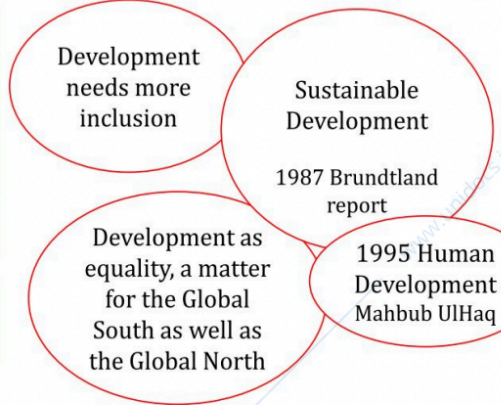 Development
needs more
inclusion
Sustainable
Development
1987 Brundtland
report
Development as
equality, a matter
for the Global
South as well as
the Global North
1995 Human
Development
Mahbub UlHaq